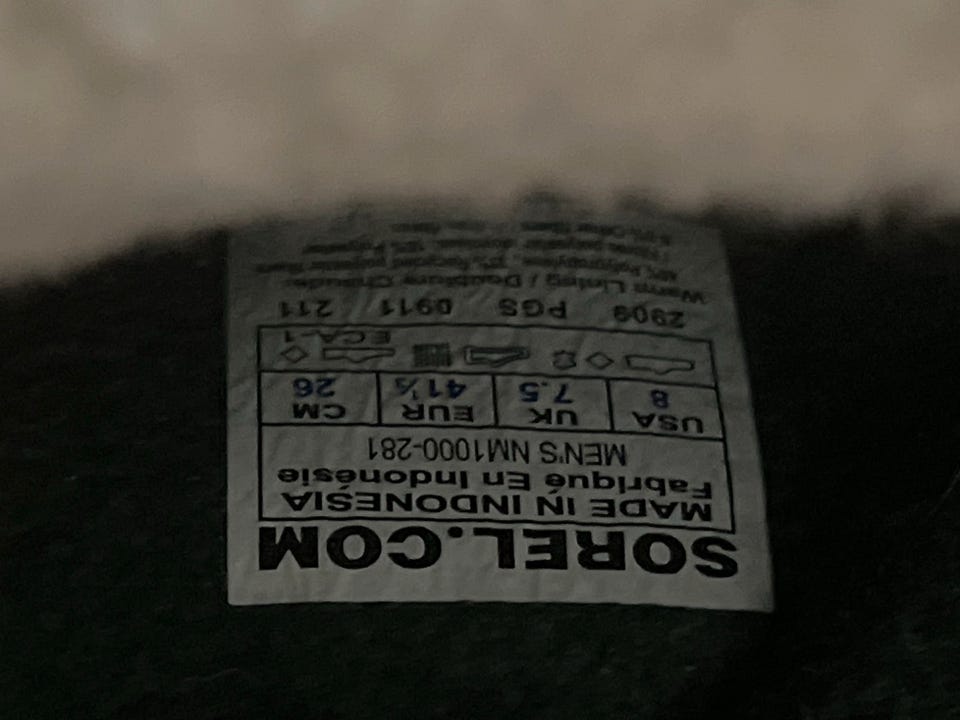 SOREL.COM
MADE IN INDONESIA
Fabriqué En Indonésie
MEN'S NM1000-281
USA UK EUR CM
8 7.5 41½ 26
ECA-1
2909 PGS 0911 211
Warm Lining / Doublure Chaude: